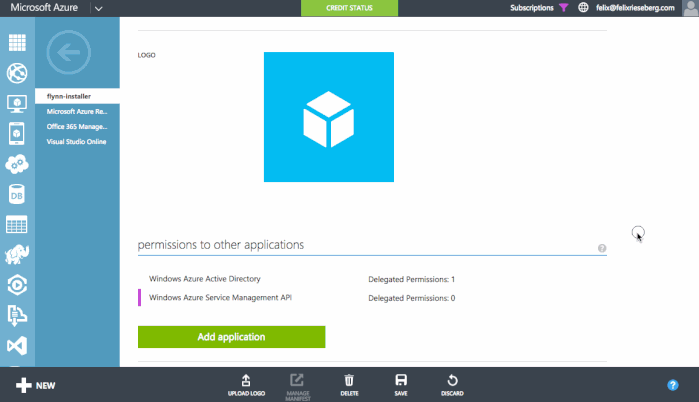 Microsoft Azure
CREDIT STATUS
Subscriptions
felix@felixrieseberg.com
flynn-installer
Microsoft Azure Re...
Office 365 Manage...
Visual Studio Online
DB
LOGO
permissions to other applications
?
Windows Azure Active Directory Delegated Permissions: 1
Windows Azure Service Management API Delegated Permissions: 0
Add application
NEW
UPLOAD LOGO
MANAGE MANIFEST
DELETE
SAVE
DISCARD
?